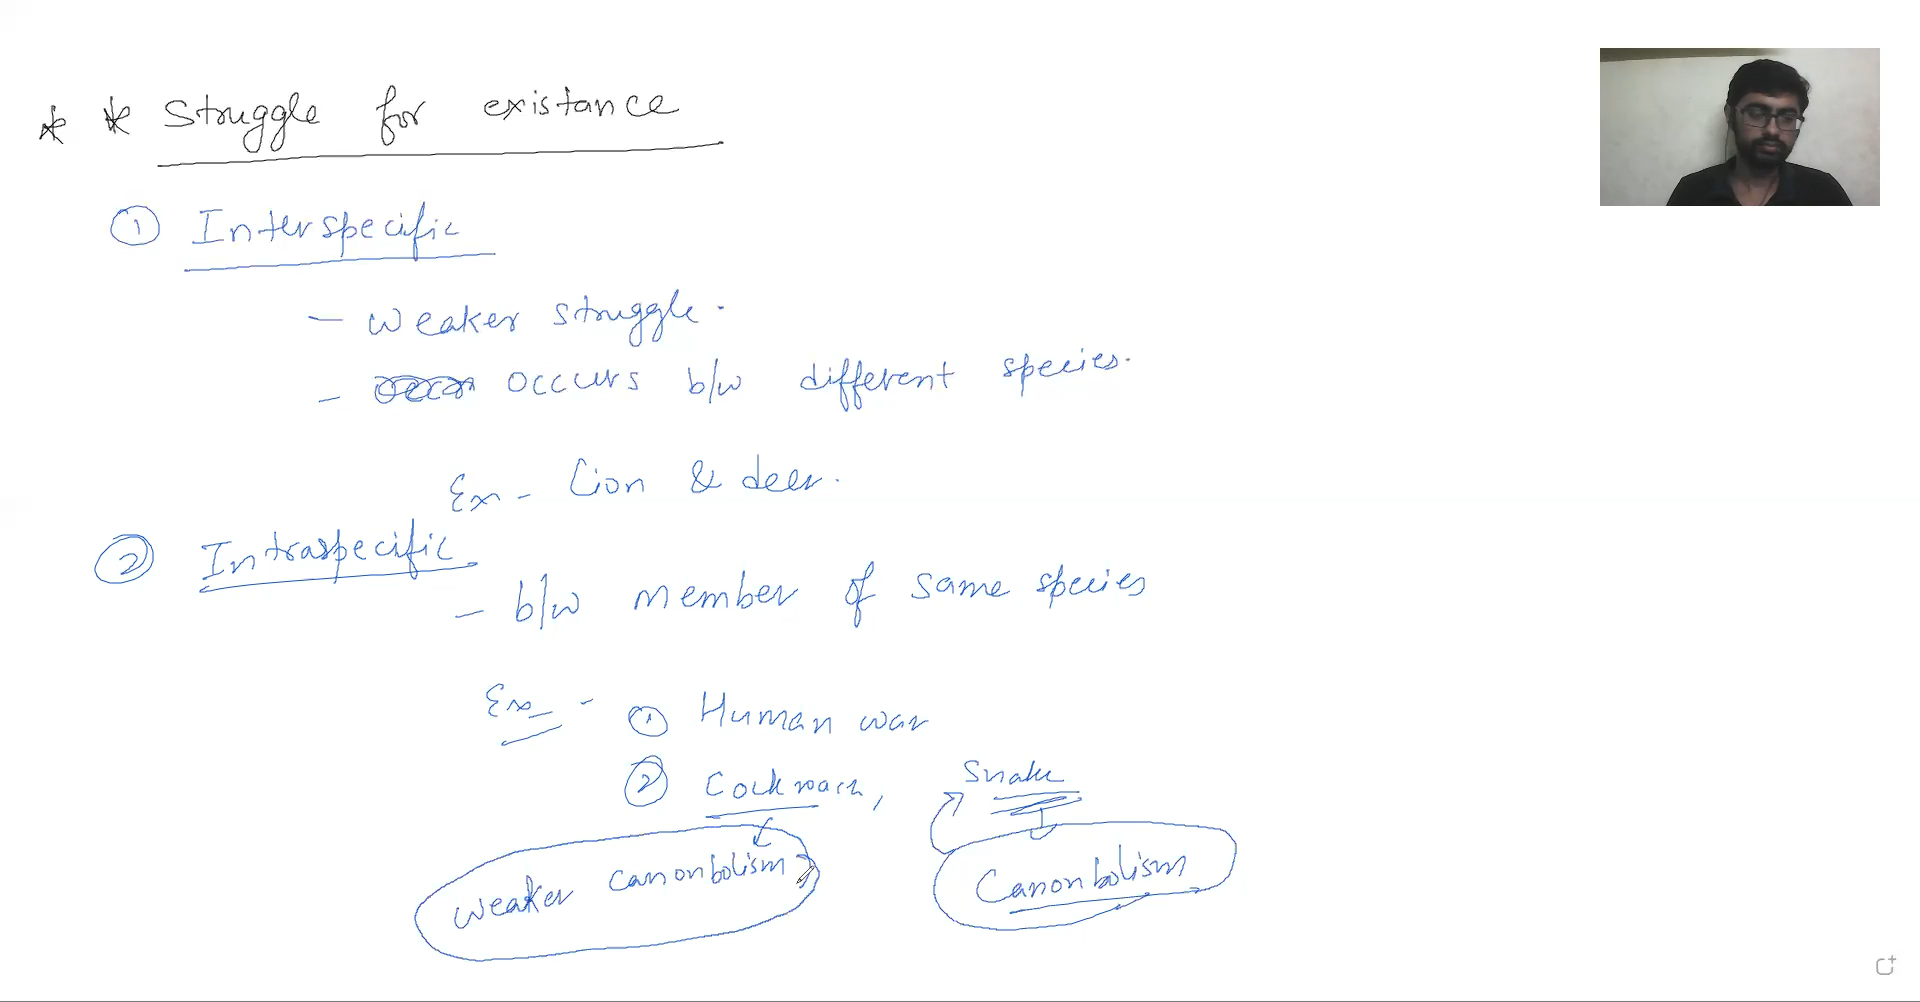 * * Struggle for existance
① Interspecific
- weaker struggle.
- occurs b/w different species.
Ex - Lion & deer.
② Intraspecific
- b/w member of same species
Ex - ① Human war
② Cockroach, Snake
weaker canonbolism Canonbolism